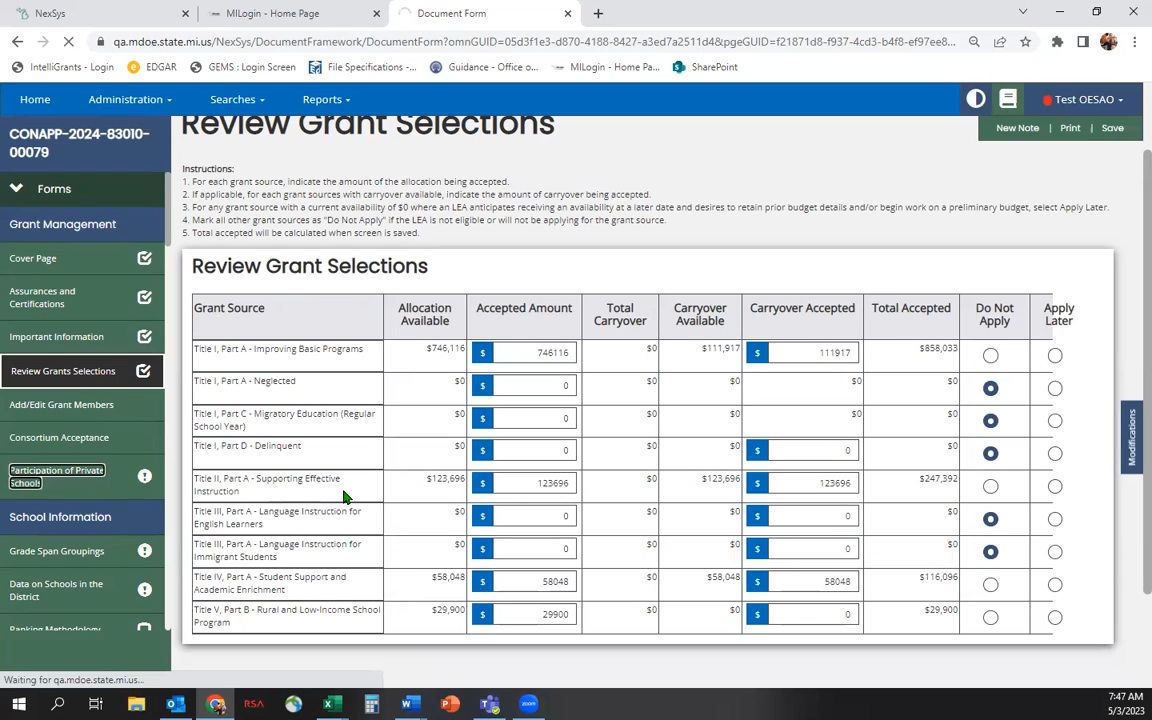 NexSys
MILogin - Home Page
Document Form
qa.mdoe.state.mi.us/NexSys/DocumentFramework/DocumentForm?omnGUID=05d3f1e3-d870-4188-8427-a3ed7a2511d4&pgeGUID=f21871d8-f937-4cd3-b4f8-ef97ee8...
IntelliGrants - Login
EDGAR
GEMS : Login Screen
File Specifications -...
Guidance - Office o...
MILogin - Home Pa...
SharePoint
Home
Administration
Searches
Reports
Test OESAO
CONAPP-2024-83010-
00079
Review Grant Selections
New Note | Print | Save
Forms
Grant Management
Cover Page
Assurances and
Certifications
Important Information
Review Grants Selections
Add/Edit Grant Members
Consortium Acceptance
Participation of Private
Schools
School Information
Grade Span Groupings
Data on Schools in the
District
Ranking Methodology
Instructions:
1. For each grant source, indicate the amount of the allocation being accepted.
2. If applicable, for each grant sources with carryover available, indicate the amount of carryover being accepted.
3. For any grant source with a current availability of $0 where an LEA anticipates receiving an availability at a later date and desires to retain prior budget details and/or begin work on a preliminary budget, select Apply Later.
4. Mark all other grant sources as "Do Not Apply" if the LEA is not eligible or will not be applying for the grant source.
5. Total accepted will be calculated when screen is saved.
Review Grant Selections
Grant Source
Allocation
Available
Accepted Amount
Total
Carryover
Carryover
Available
Carryover Accepted
Total Accepted
Do Not
Apply
Apply
Later
Title I, Part A - Improving Basic Programs
$746,116 $ 746116 $0 $111,917 $ 111917 $858,033
Title I, Part A - Neglected
$0 $ 0 $0 $0 $0 $0
Title I, Part C - Migratory Education (Regular
School Year)
$0 $ 0 $0 $0 $0 $0
Title I, Part D - Delinquent
$0 $ 0 $0 $0 $ 0 $0
Title II, Part A - Supporting Effective
Instruction
$123,696 $ 123696 $0 $123,696 $ 123696 $247,392
Title III, Part A - Language Instruction for
English Learners
$0 $ 0 $0 $0 $ 0 $0
Title III, Part A - Language Instruction for
Immigrant Students
$0 $ 0 $0 $0 $ 0 $0
Title IV, Part A - Student Support and
Academic Enrichment
$58,048 $ 58048 $0 $58,048 $ 58048 $116,096
Title V, Part B - Rural and Low-Income School
Program
$29,900 $ 29900 $0 $0 $ 0 $29,900
Modifications
Waiting for qa.mdoe.state.mi.us...
RSA
zoom
7:47 AM
5/3/2023